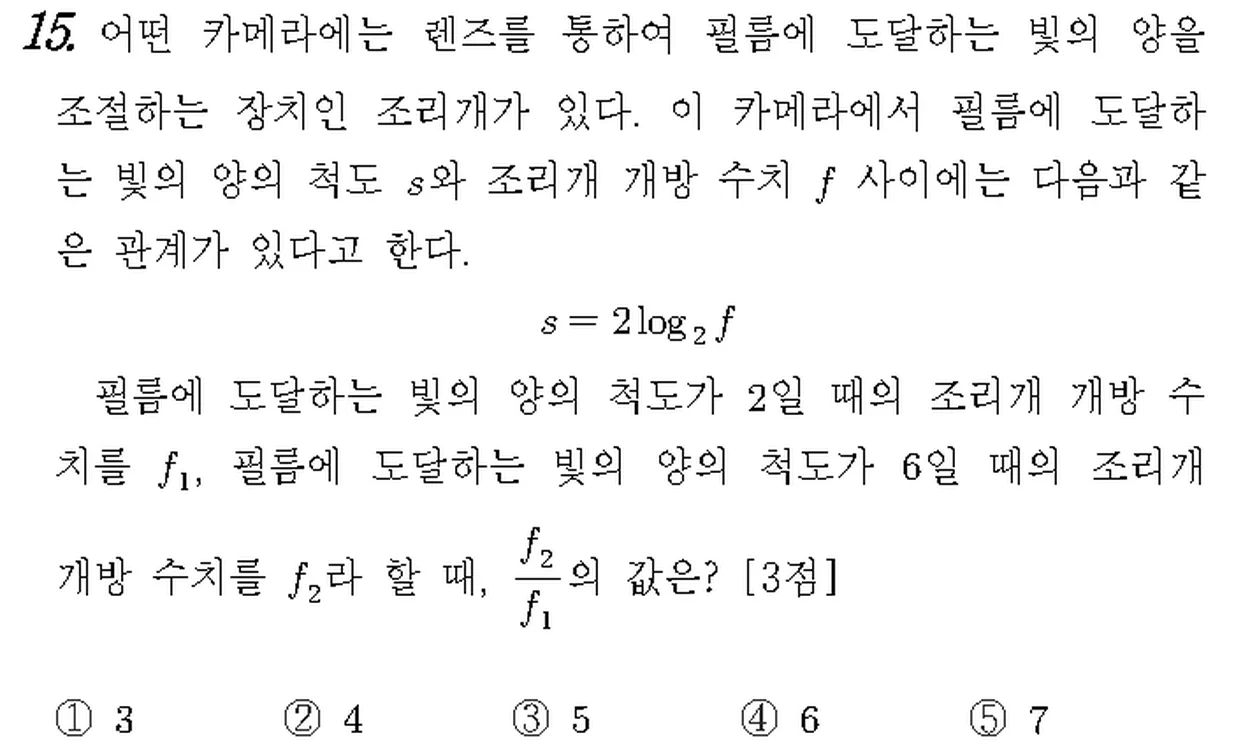 15. 어떤 카메라에는 렌즈를 통하여 필름에 도달하는 빛의 양을
조절하는 장치인 조리개가 있다. 이 카메라에서 필름에 도달하
는 빛의 양의 척도 s와 조리개 개방 수치 f 사이에는 다음과 같
은 관계가 있다고 한다.
s = 2log₂f
필름에 도달하는 빛의 양의 척도가 2일 때의 조리개 개방 수
치를 f₁, 필름에 도달하는 빛의 양의 척도가 6일 때의 조리개
개방 수치를 f₂라 할 때, f₂/f₁의 값은? [3점]
① 3 ② 4 ③ 5 ④ 6 ⑤ 7